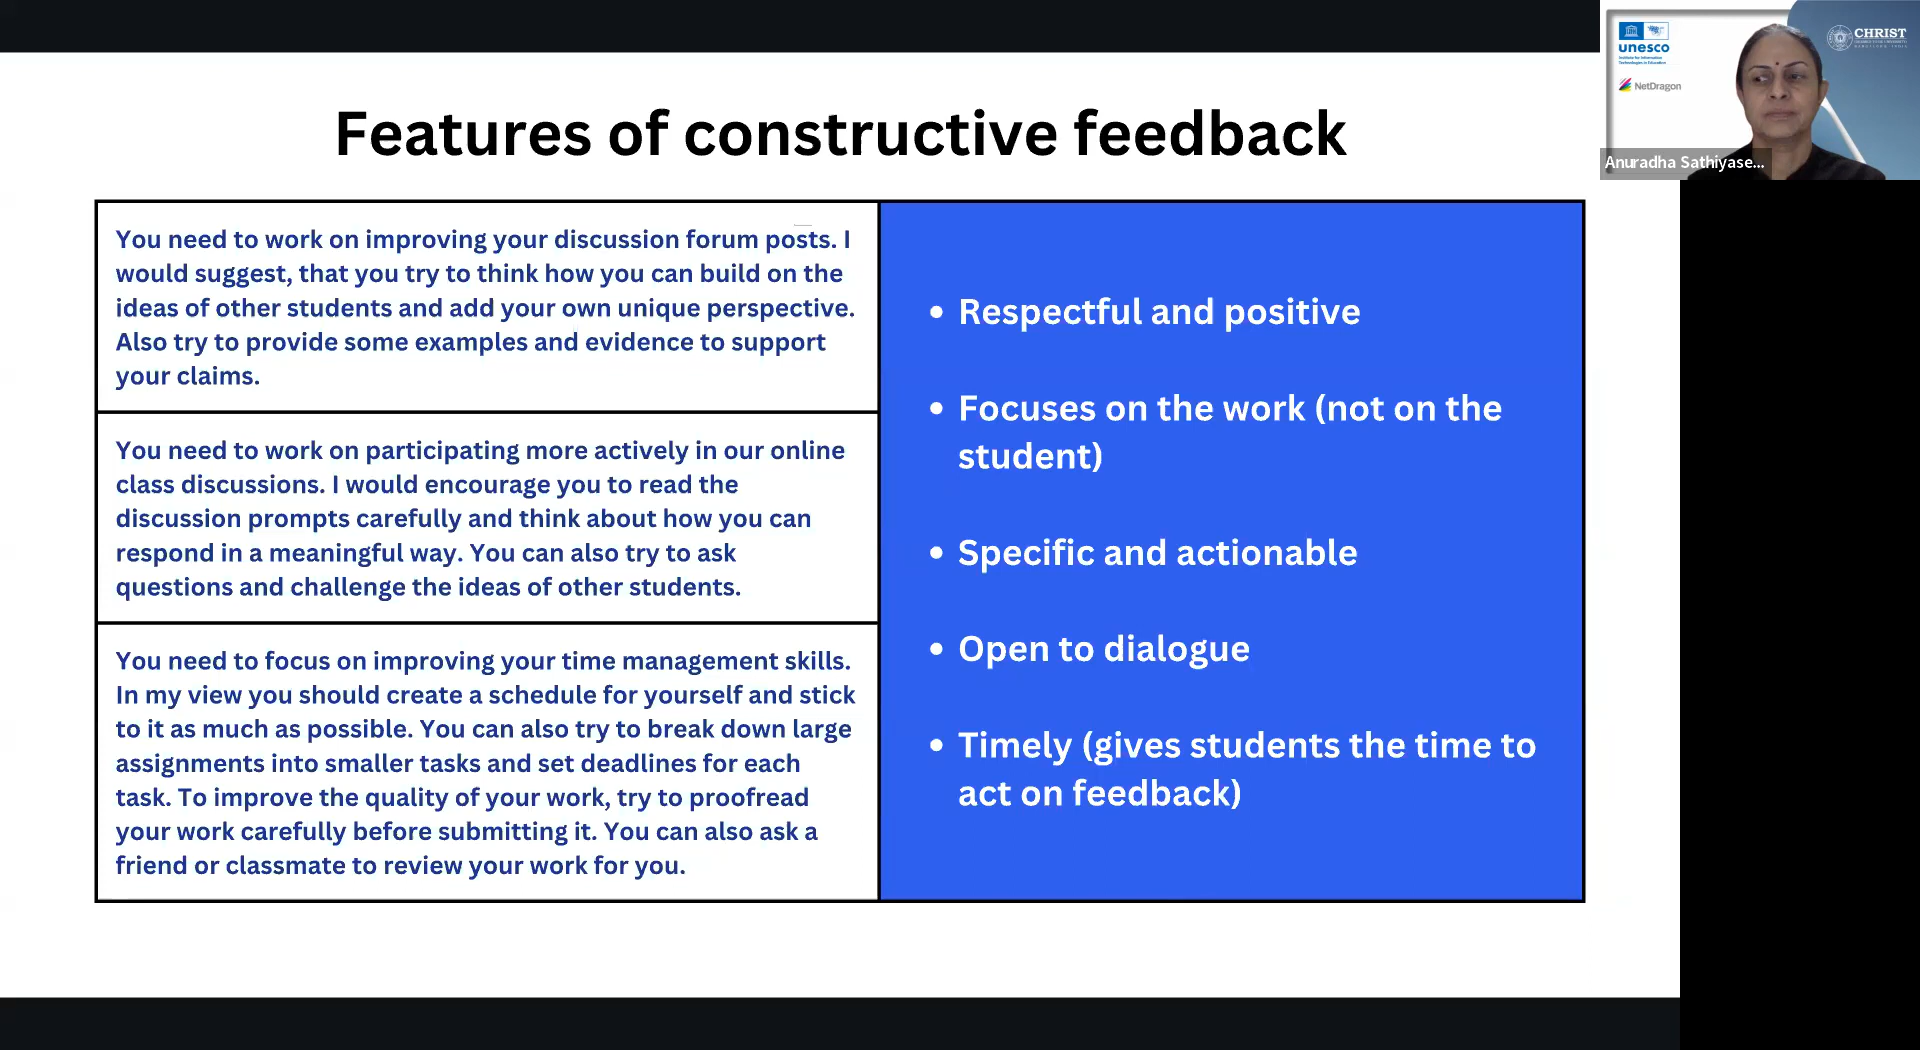 Features of constructive feedback
You need to work on improving your discussion forum posts. I
would suggest, that you try to think how you can build on the
ideas of other students and add your own unique perspective.
Also try to provide some examples and evidence to support
your claims.
You need to work on participating more actively in our online
class discussions. I would encourage you to read the
discussion prompts carefully and think about how you can
respond in a meaningful way. You can also try to ask
questions and challenge the ideas of other students.
You need to focus on improving your time management skills.
In my view you should create a schedule for yourself and stick
to it as much as possible. You can also try to break down large
assignments into smaller tasks and set deadlines for each
task. To improve the quality of your work, try to proofread
your work carefully before submitting it. You can also ask a
friend or classmate to review your work for you.
• Respectful and positive
• Focuses on the work (not on the
student)
• Specific and actionable
• Open to dialogue
• Timely (gives students the time to
act on feedback)
unesco
Institute for Information
Technologies in Education
NetDragon
CHRIST
Anuradha Sathiyase...